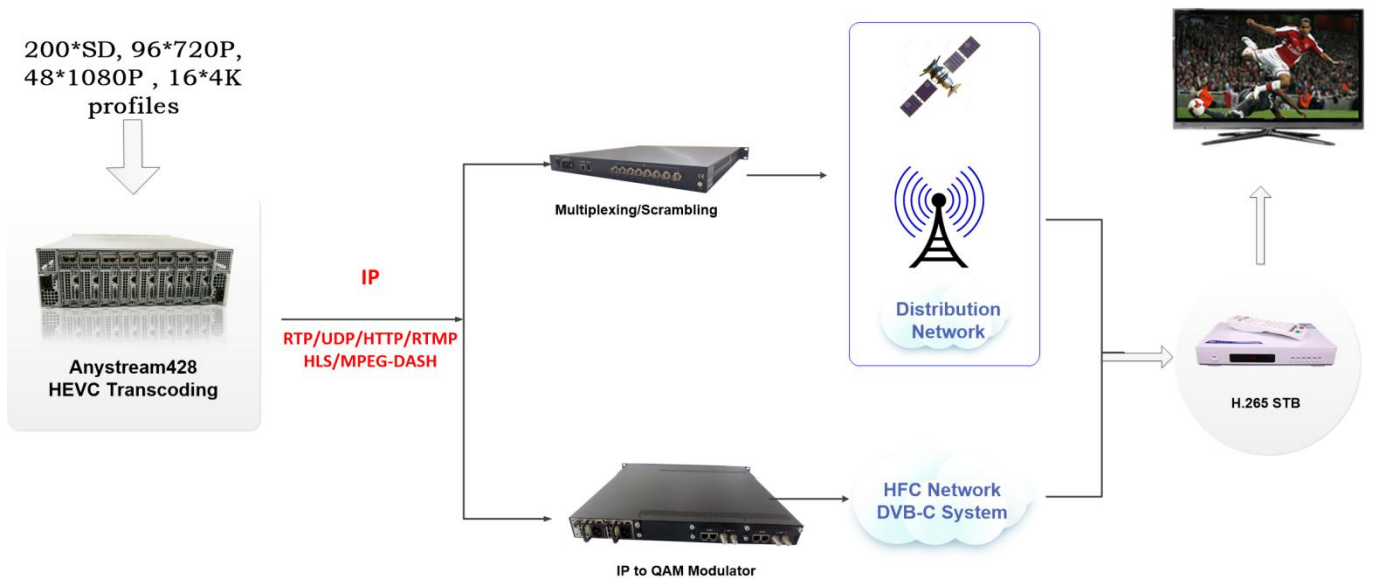 200*SD, 96*720P,
48*1080P , 16*4K
profiles
Anystream428
HEVC Transcoding
IP
RTP/UDP/HTTP/RTMP
HLS/MPEG-DASH
Multiplexing/Scrambling
IP to QAM Modulator
Distribution
Network
HFC Network
DVB-C System
H.265 STB